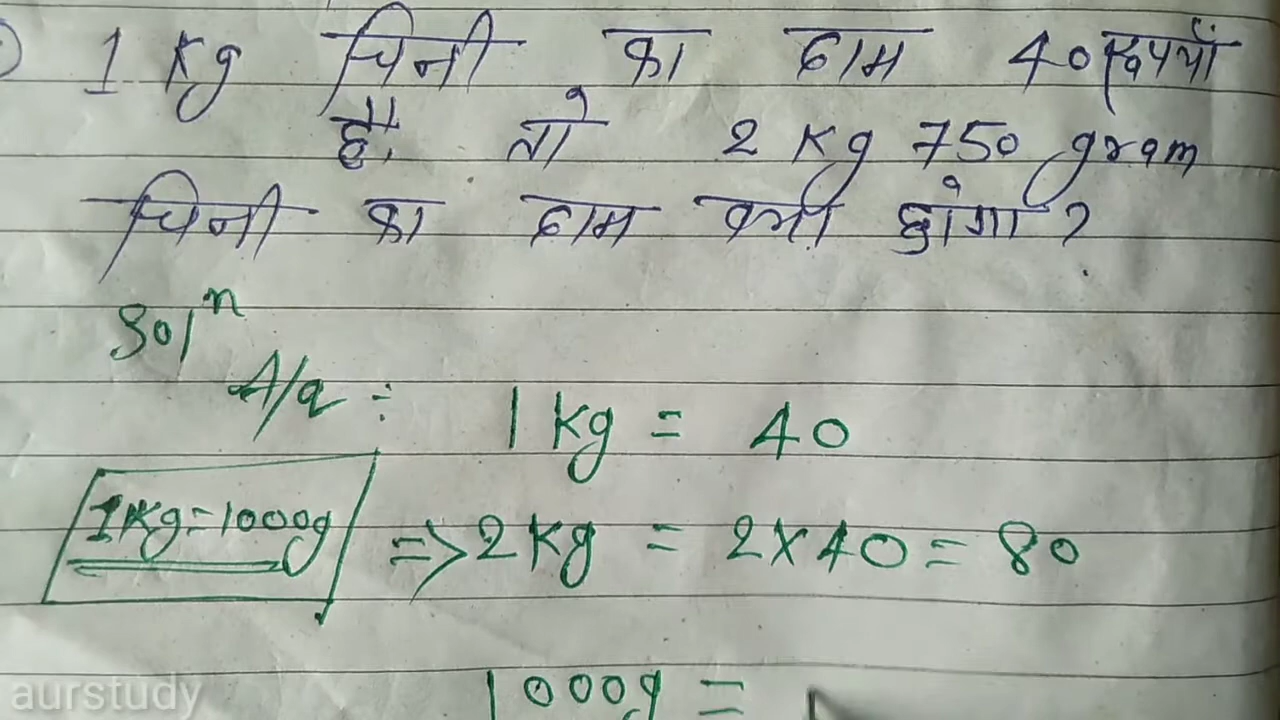 1 Kg चिनी का दाम 40 रुपयों
हैं। तो 2 Kg 750 gram
चिनी का दाम क्या होगा ?
Solⁿ
A/q ÷ 1 kg = 40
1Kg=1000g => 2 kg = 2×40 = 80
1000g =
aurstudy